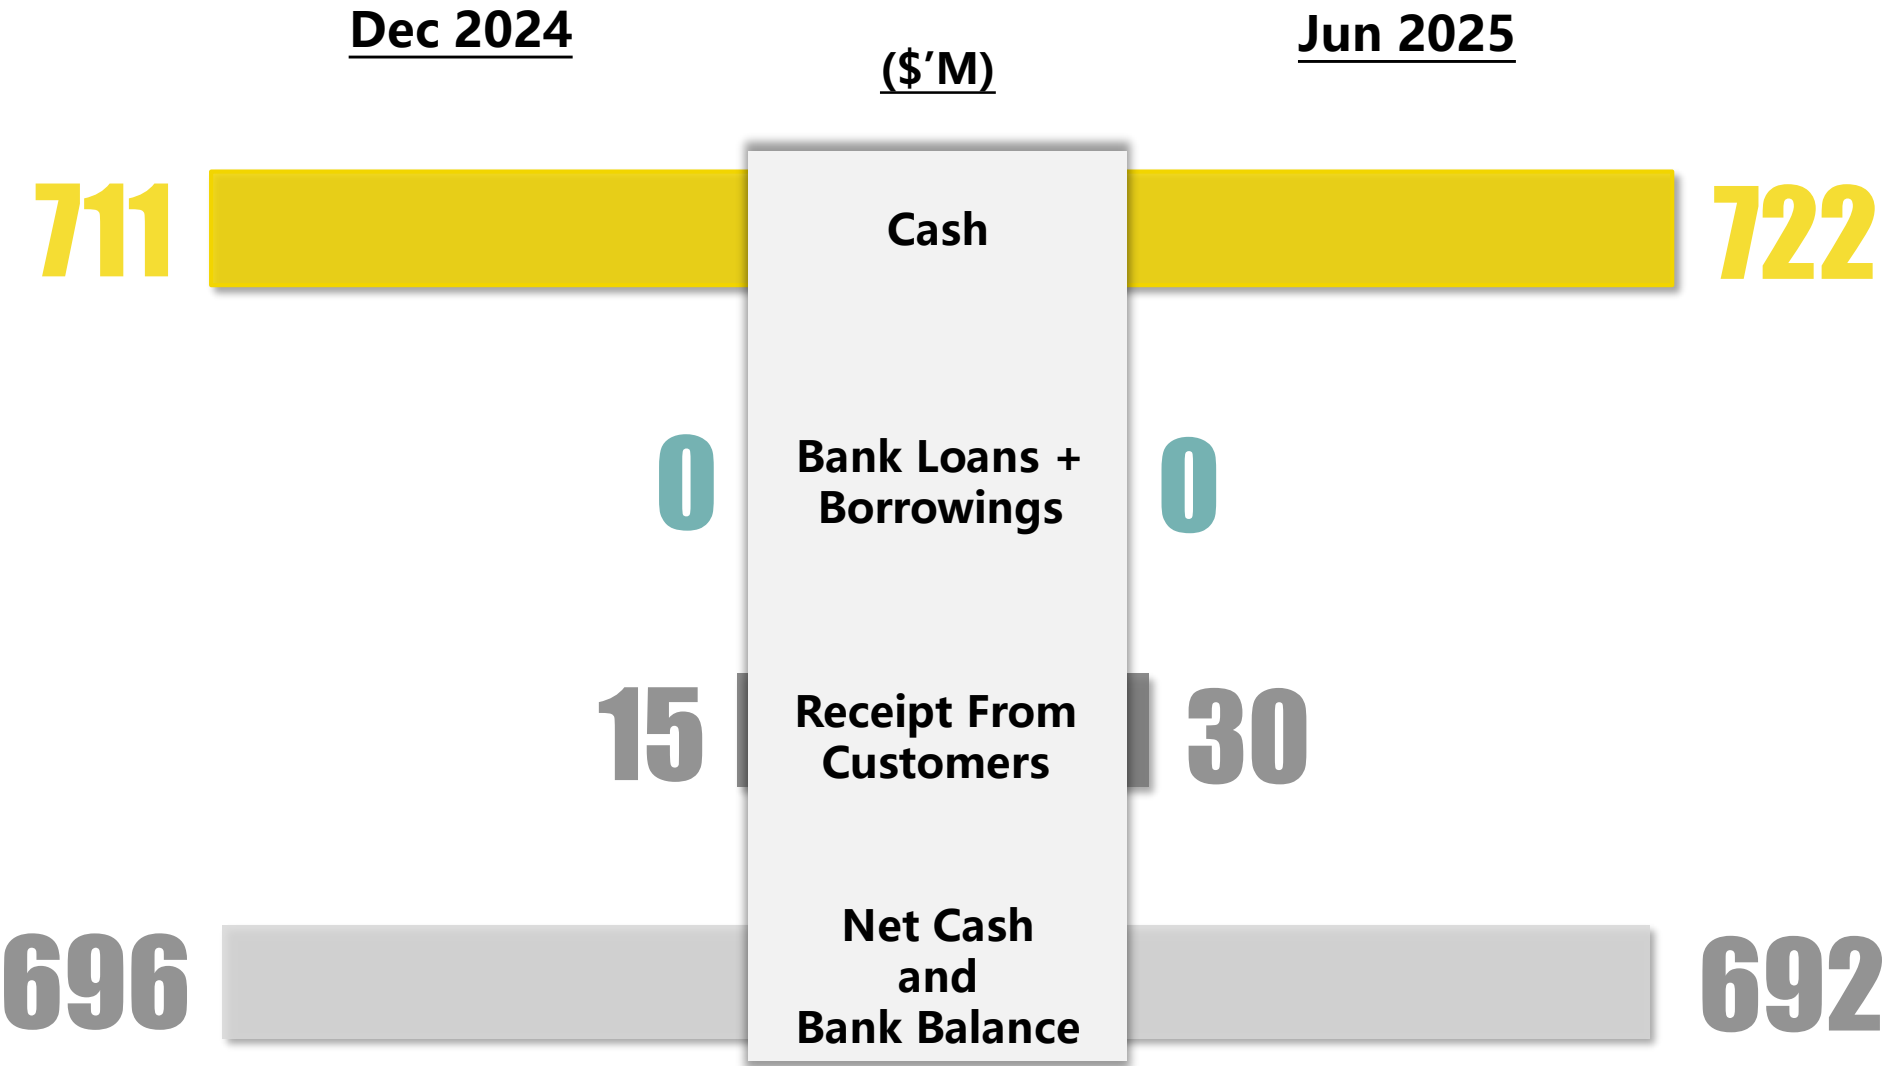 Dec 2024
($’M)
Jun 2025
711
Cash
722
0
Bank Loans +
Borrowings
0
15
Receipt From
Customers
30
696
Net Cash
and
Bank Balance
692